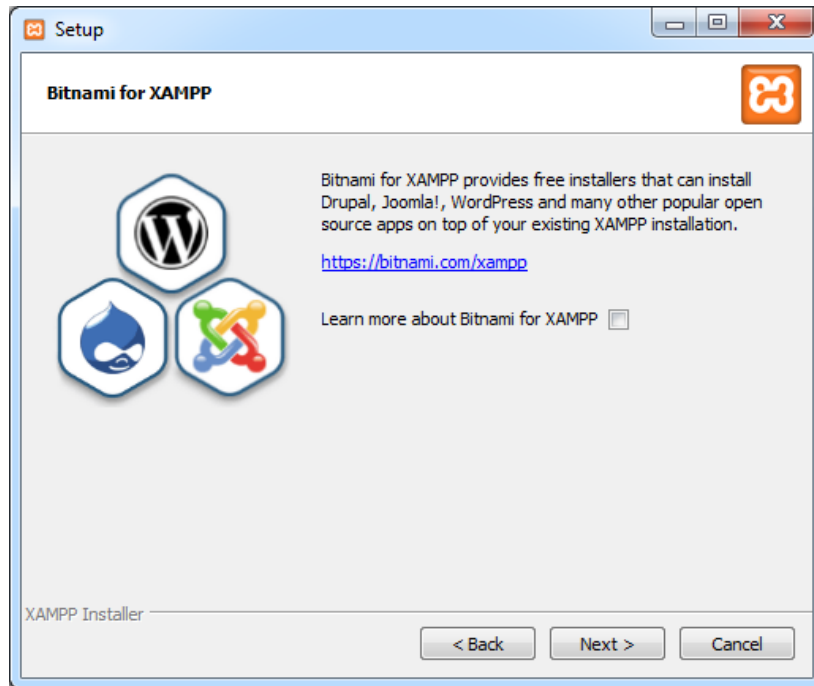 Setup
Bitnami for XAMPP
Bitnami for XAMPP provides free installers that can install
Drupal, Joomla!, WordPress and many other popular open
source apps on top of your existing XAMPP installation.
https://bitnami.com/xampp
Learn more about Bitnami for XAMPP
XAMPP Installer
< Back
Next >
Cancel